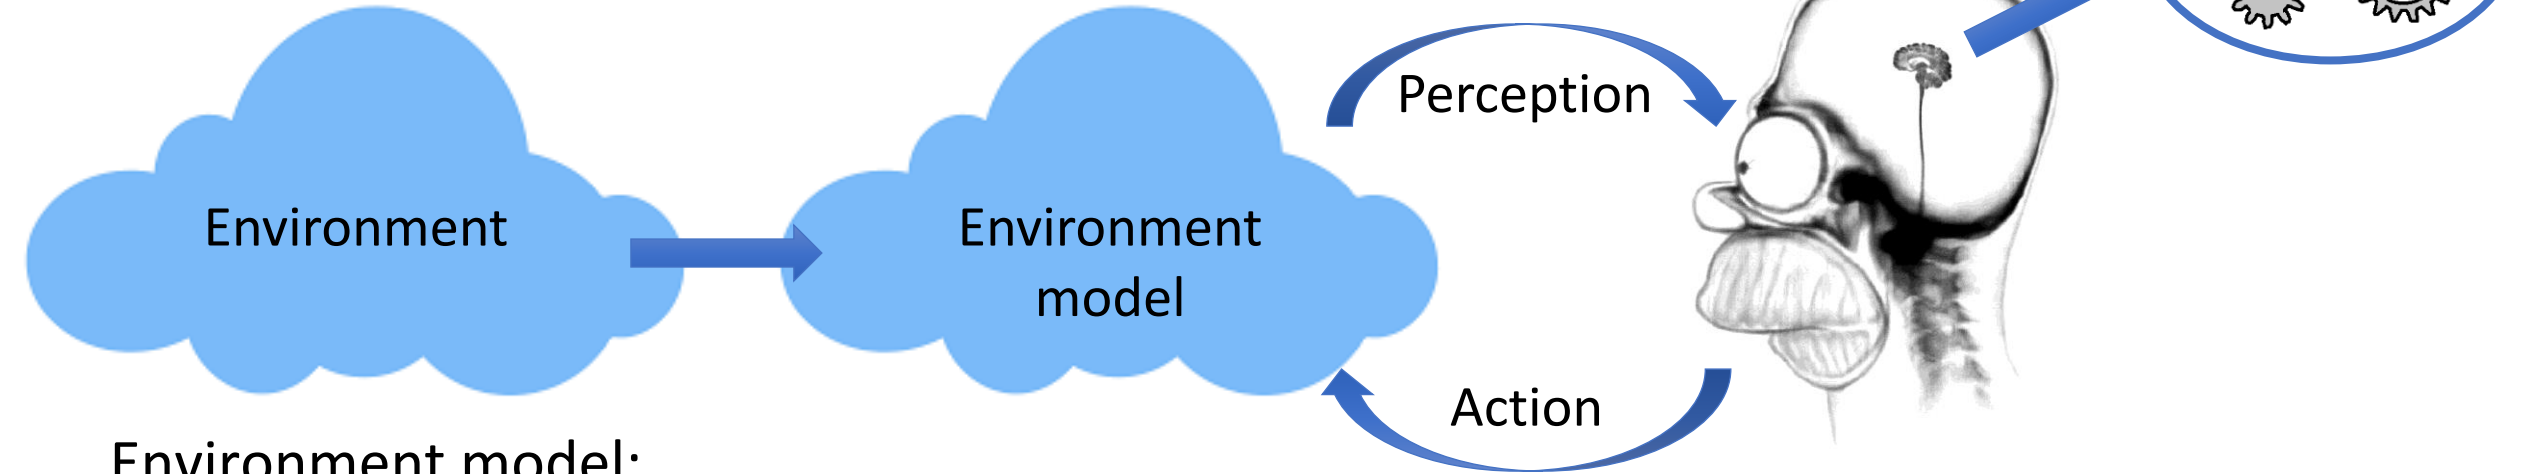 Perception
Environment
Environment
model
Action
Environment model: